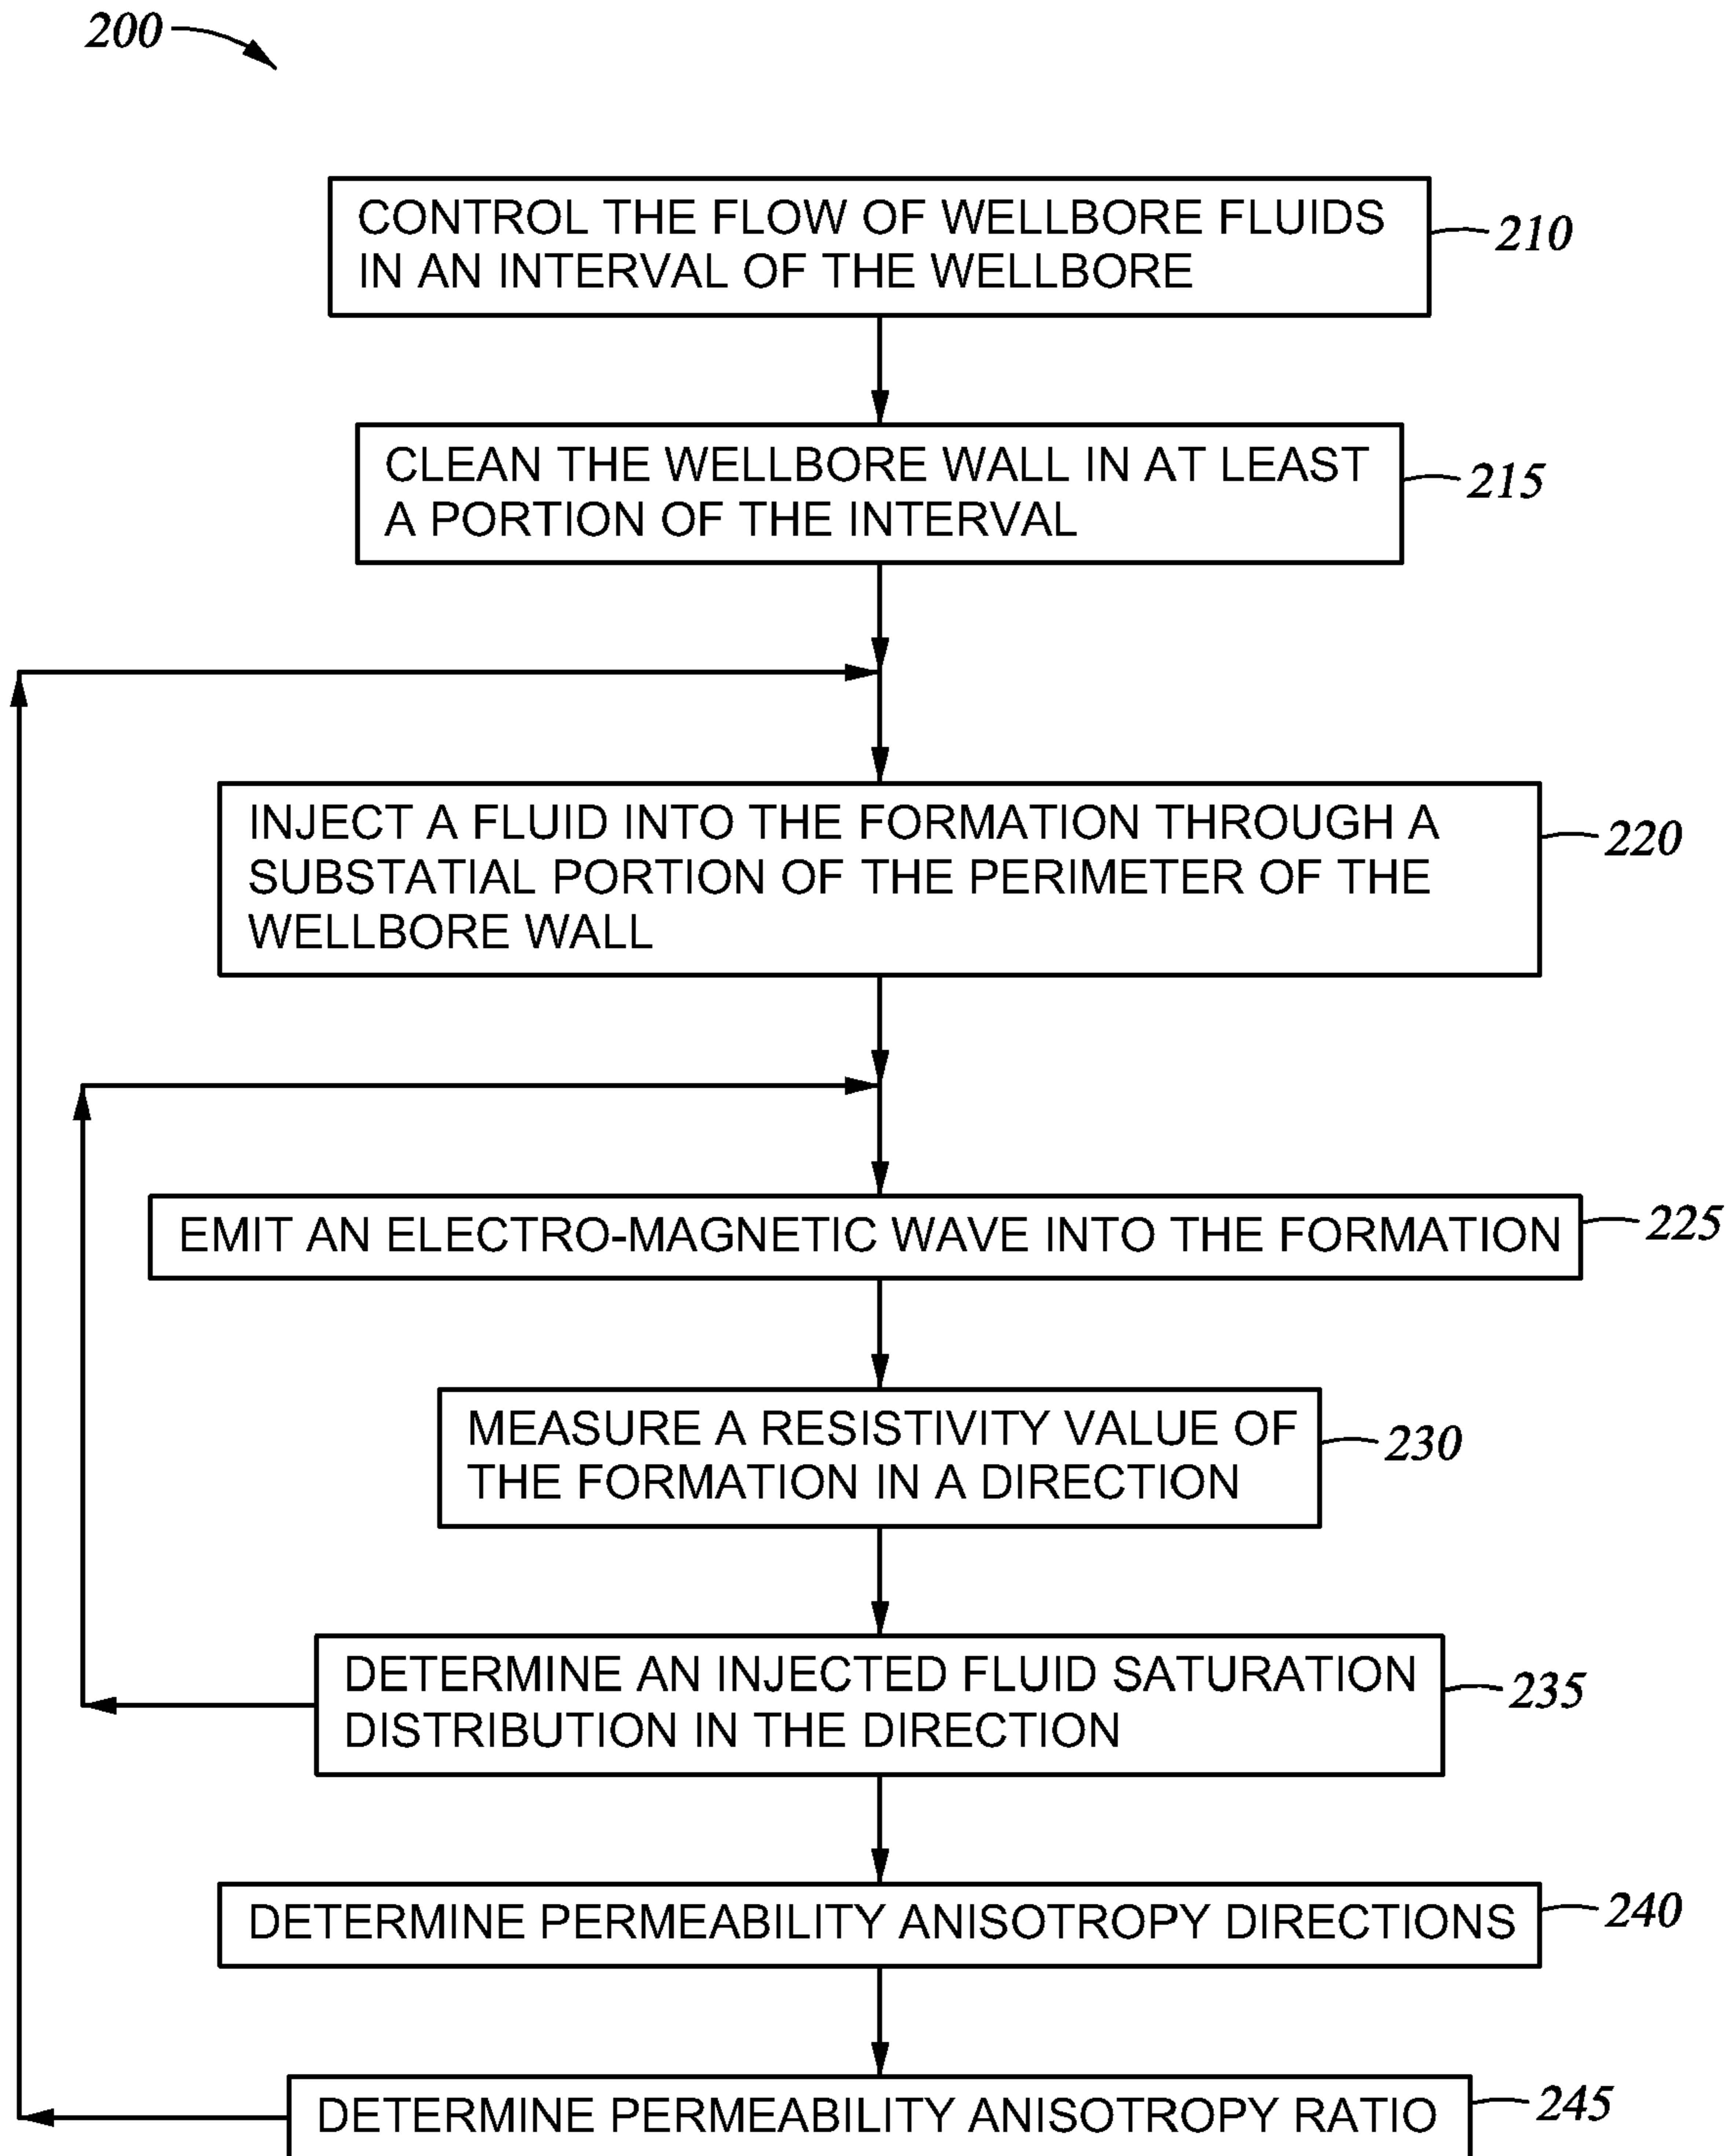 200
CONTROL THE FLOW OF WELLBORE FLUIDS
IN AN INTERVAL OF THE WELLBORE
210
CLEAN THE WELLBORE WALL IN AT LEAST
A PORTION OF THE INTERVAL
215
INJECT A FLUID INTO THE FORMATION THROUGH A
SUBSTATIAL PORTION OF THE PERIMETER OF THE
WELLBORE WALL
220
EMIT AN ELECTRO-MAGNETIC WAVE INTO THE FORMATION
225
MEASURE A RESISTIVITY VALUE OF
THE FORMATION IN A DIRECTION
230
DETERMINE AN INJECTED FLUID SATURATION
DISTRIBUTION IN THE DIRECTION
235
DETERMINE PERMEABILITY ANISOTROPY DIRECTIONS
240
DETERMINE PERMEABILITY ANISOTROPY RATIO
245